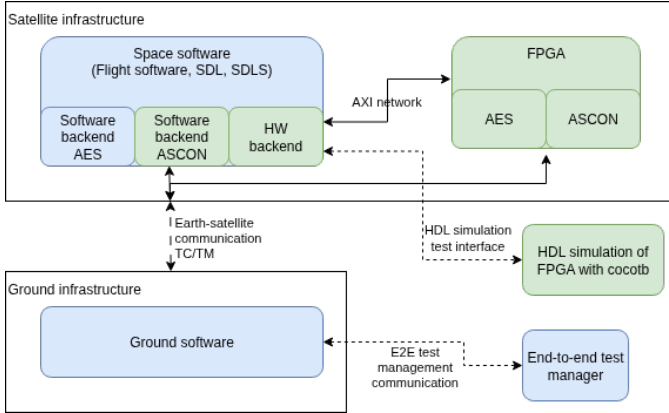 Satellite infrastructure
Space software
(Flight software, SDL, SDLS)
FPGA
AXI network
Software
backend
AES
Software
backend
ASCON
HW
backend
AES
ASCON
Earth-satellite
communication
TC/TM
HDL simulation
test interface
HDL simulation of
FPGA with cocotb
Ground infrastructure
Ground software
E2E test
management
communication
End-to-end test
manager